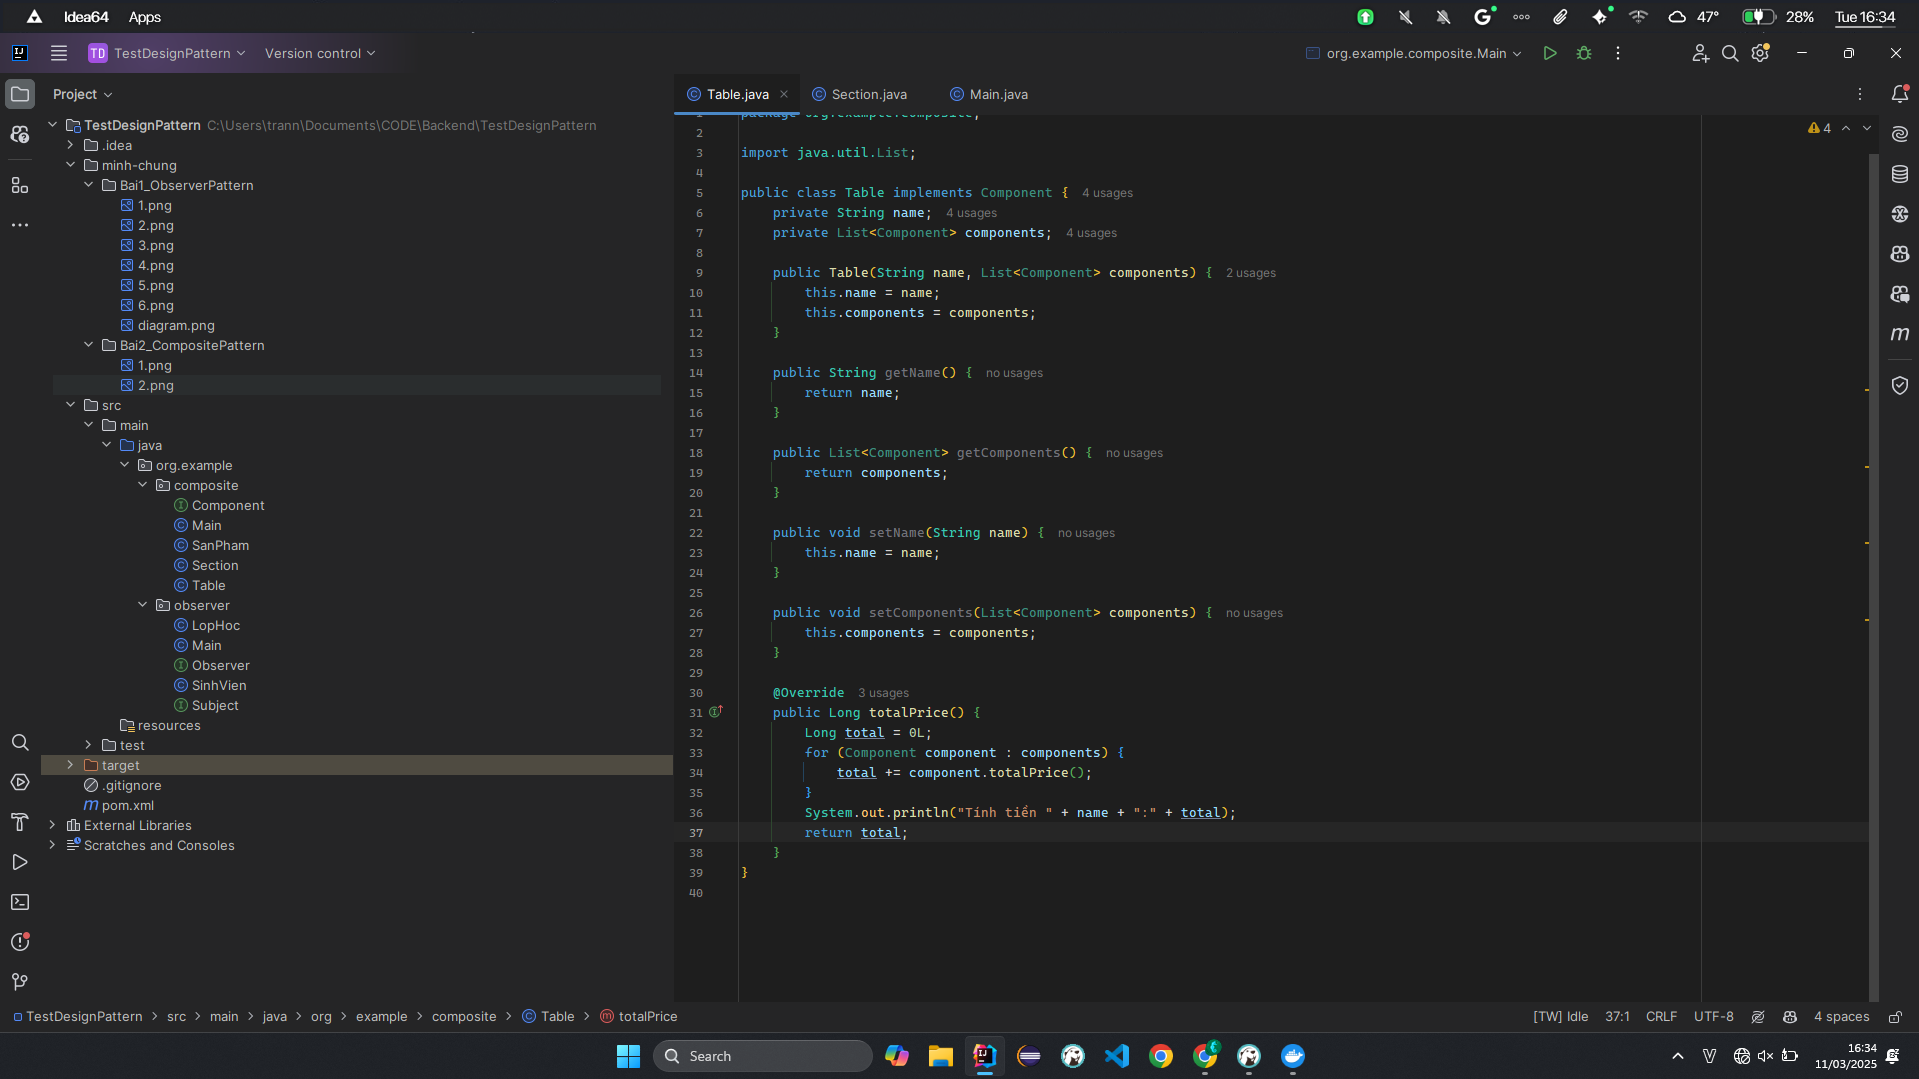 Idea64 Apps
28% 47° Tue 16:34
TD TestDesignPattern Version control org.example.composite.Main
Project
TestDesignPattern C:\Users\trann\Documents\CODE\Backend\TestDesignPattern
.idea
minh-chung
Bai1_ObserverPattern
1.png
2.png
3.png
4.png
5.png
6.png
diagram.png
Bai2_CompositePattern
1.png
2.png
src
main
java
org.example
composite
Component
Main
SanPham
Section
Table
observer
LopHoc
Main
Observer
SinhVien
Subject
resources
test
target
.gitignore
pom.xml
External Libraries
Scratches and Consoles
Table.java Section.java Main.java
4
1 package org.example.composite;
2
3 import java.util.List;
4
5 public class Table implements Component { 4 usages
6 private String name; 4 usages
7 private List<Component> components; 4 usages
8
9 public Table(String name, List<Component> components) { 2 usages
10 this.name = name;
11 this.components = components;
12 }
13
14 public String getName() { no usages
15 return name;
16 }
17
18 public List<Component> getComponents() { no usages
19 return components;
20 }
21
22 public void setName(String name) { no usages
23 this.name = name;
24 }
25
26 public void setComponents(List<Component> components) { no usages
27 this.components = components;
28 }
29
30 @Override 3 usages
31 public Long totalPrice() {
32 Long total = 0L;
33 for (Component component : components) {
34 total += component.totalPrice();
35 }
36 System.out.println("Tính tiền " + name + ":" + total);
37 return total;
38 }
39 }
40
TestDesignPattern > src > main > java > org > example > composite > Table > totalPrice
[TW] Idle 37:1 CRLF UTF-8 4 spaces
Search
16:34
11/03/2025